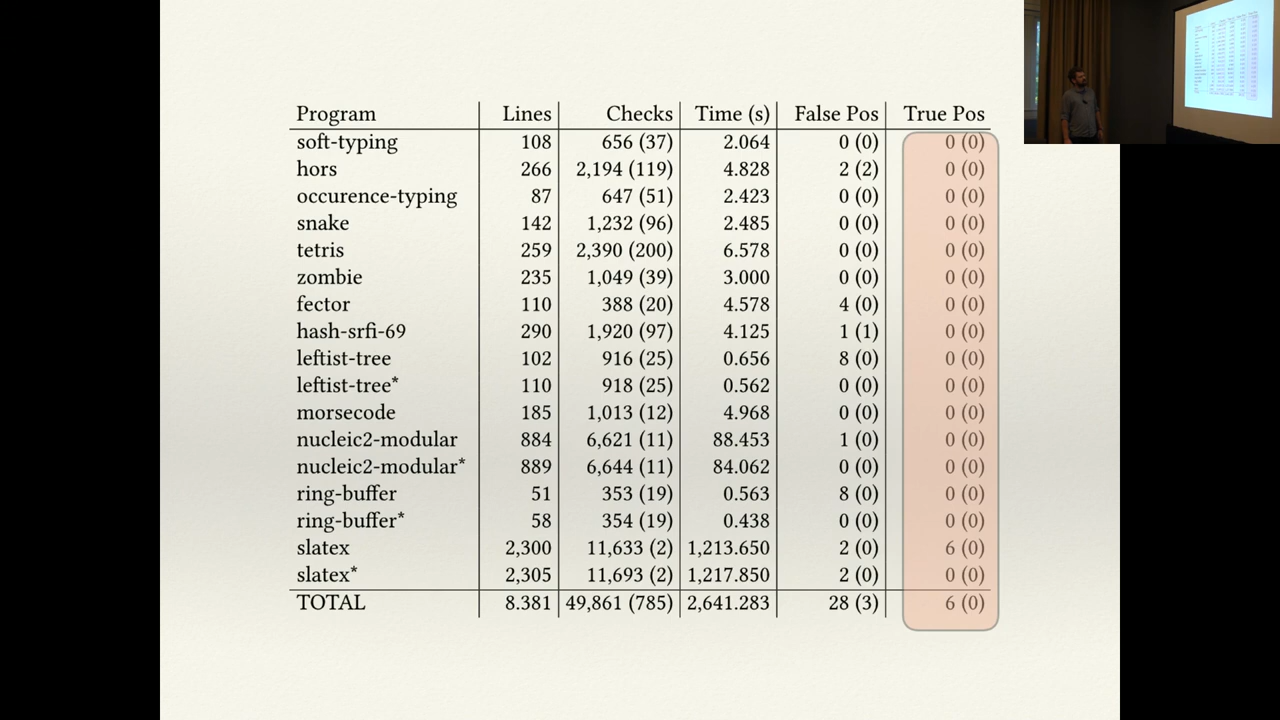 Program Lines Checks Time (s) False Pos True Pos
soft-typing 108 656 (37) 2.064 0 (0) 0 (0)
hors 266 2,194 (119) 4.828 2 (2) 0 (0)
occurence-typing 87 647 (51) 2.423 0 (0) 0 (0)
snake 142 1,232 (96) 2.485 0 (0) 0 (0)
tetris 259 2,390 (200) 6.578 0 (0) 0 (0)
zombie 235 1,049 (39) 3.000 0 (0) 0 (0)
fector 110 388 (20) 4.578 4 (0) 0 (0)
hash-srfi-69 290 1,920 (97) 4.125 1 (1) 0 (0)
leftist-tree 102 916 (25) 0.656 8 (0) 0 (0)
leftist-tree* 110 918 (25) 0.562 0 (0) 0 (0)
morsecode 185 1,013 (12) 4.968 0 (0) 0 (0)
nucleic2-modular 884 6,621 (11) 88.453 1 (0) 0 (0)
nucleic2-modular* 889 6,644 (11) 84.062 0 (0) 0 (0)
ring-buffer 51 353 (19) 0.563 8 (0) 0 (0)
ring-buffer* 58 354 (19) 0.438 0 (0) 0 (0)
slatex 2,300 11,633 (2) 1,213.650 2 (0) 6 (0)
slatex* 2,305 11,693 (2) 1,217.850 2 (0) 0 (0)
TOTAL 8.381 49,861 (785) 2,641.283 28 (3) 6 (0)